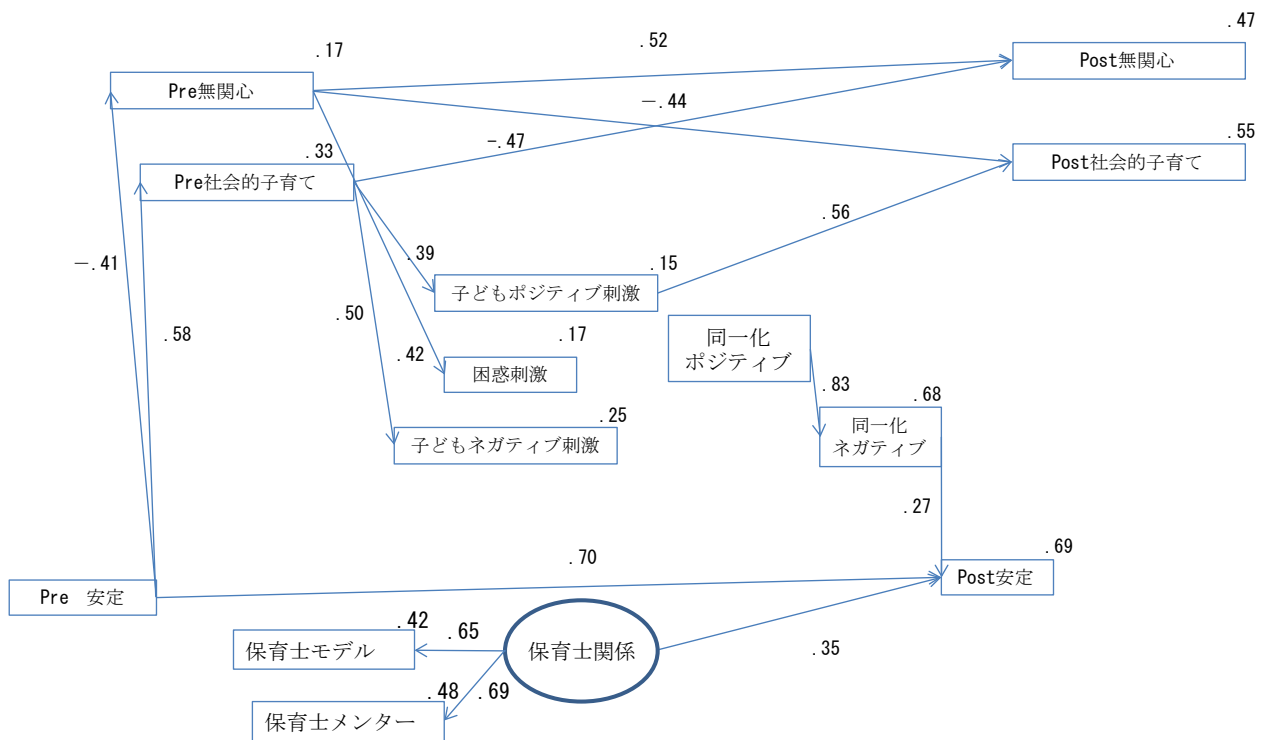 .47
.17
.52
Post無関心
Pre無関心
－.44
.55
-.47
.33
Post社会的子育て
Pre社会的子育て
.56
.39
.15
－.41
子どもポジティブ刺激
.50
.58
.17
同一化
ポジティブ
.42
困惑刺激
.83
.68
.25
同一化
ネガティブ
子どもネガティブ刺激
.27
.70
.69
Post安定
Pre 安定
.42
.65
保育士関係
保育士モデル
.35
.48
.69
保育士メンター